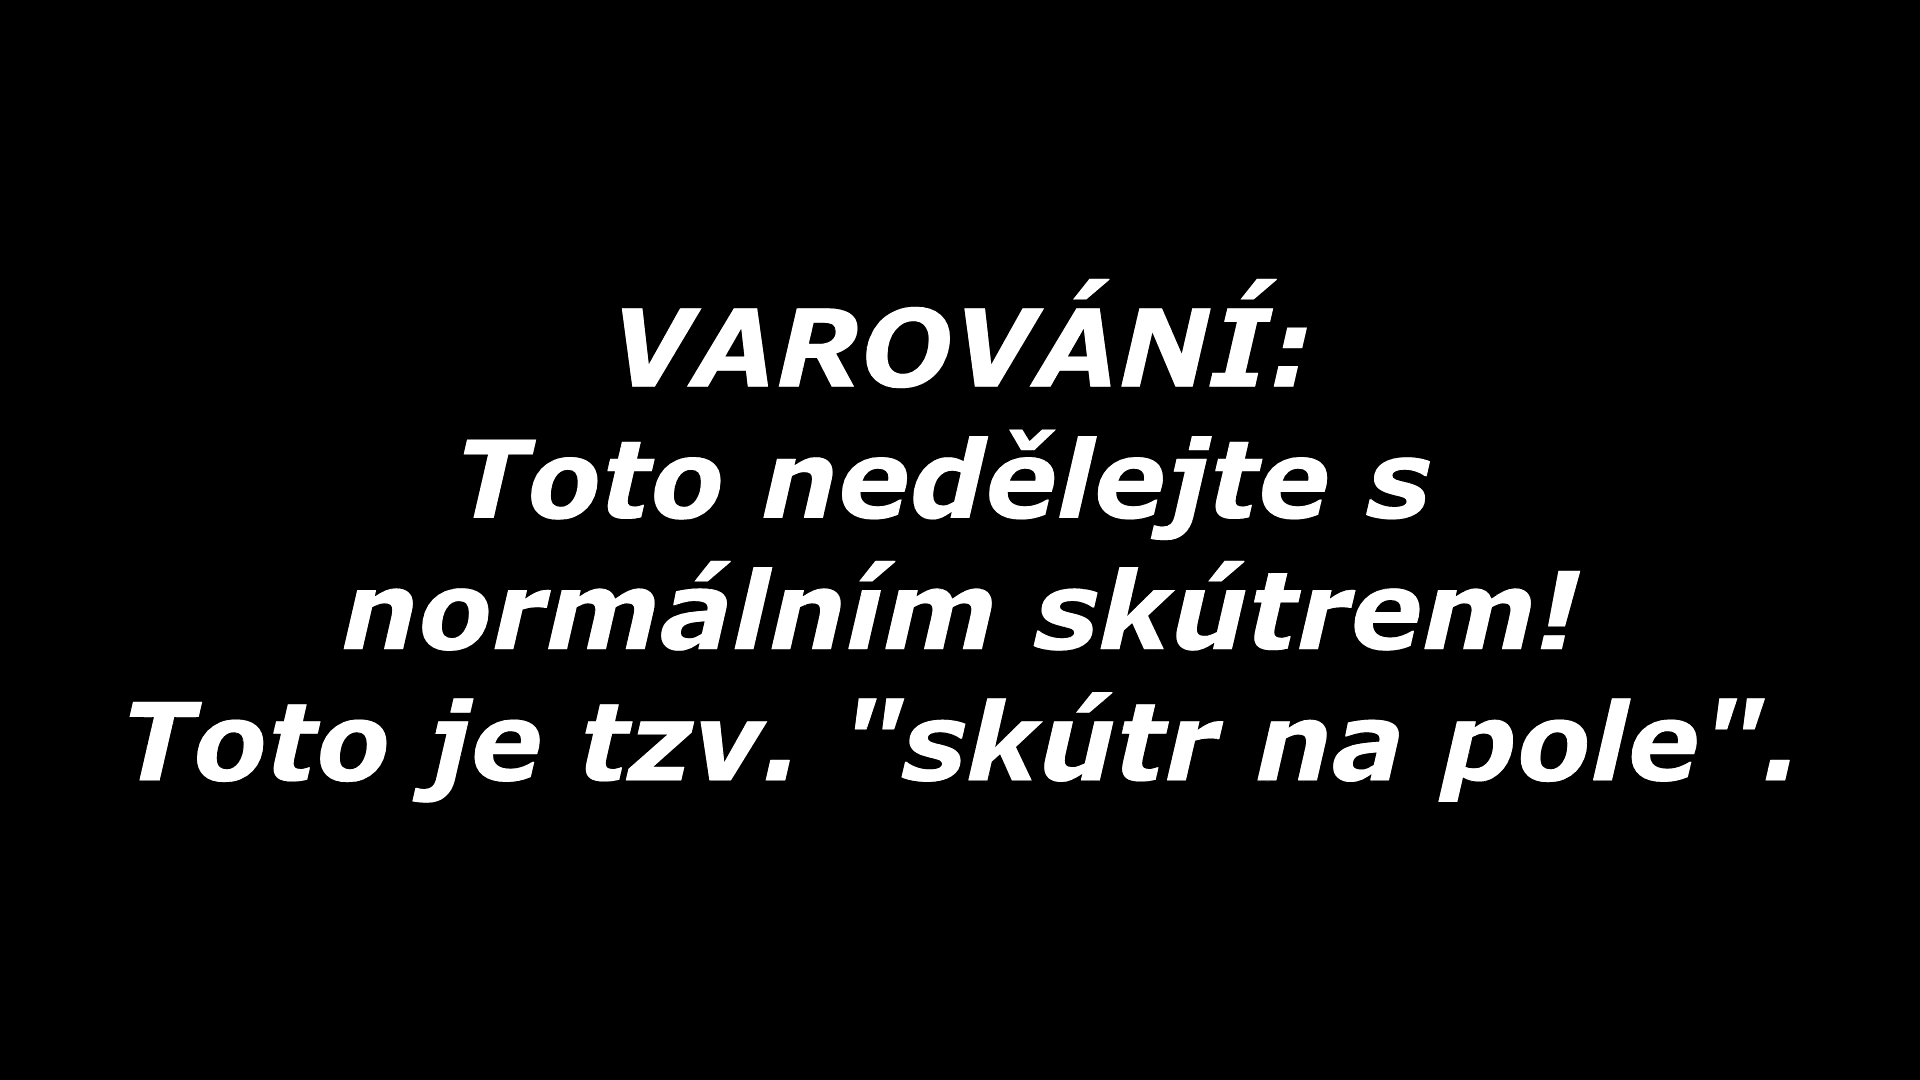 VAROVÁNÍ:
Toto nedělejte s
normálním skútrem!
Toto je tzv. "skútr na pole".